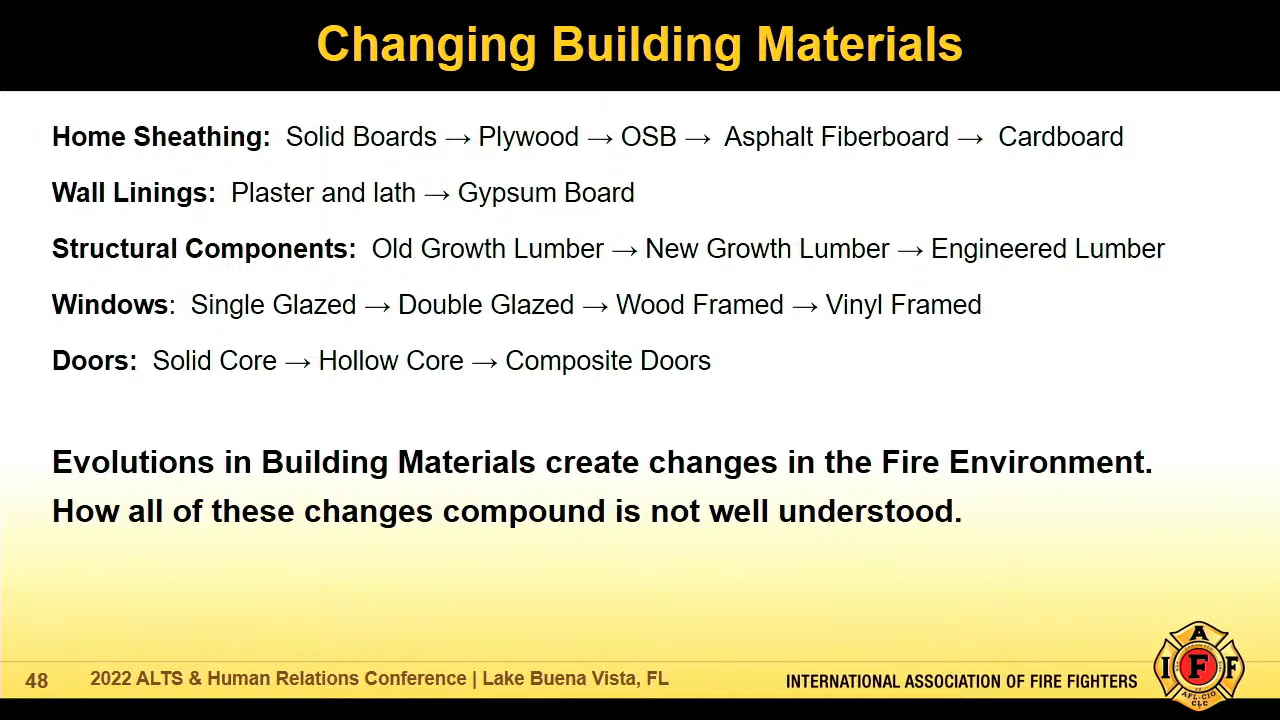 Changing Building Materials
Home Sheathing: Solid Boards → Plywood → OSB → Asphalt Fiberboard → Cardboard
Wall Linings: Plaster and lath → Gypsum Board
Structural Components: Old Growth Lumber → New Growth Lumber → Engineered Lumber
Windows: Single Glazed → Double Glazed → Wood Framed → Vinyl Framed
Doors: Solid Core → Hollow Core → Composite Doors
Evolutions in Building Materials create changes in the Fire Environment.
How all of these changes compound is not well understood.
48
2022 ALTS & Human Relations Conference | Lake Buena Vista, FL
INTERNATIONAL ASSOCIATION OF FIRE FIGHTERS
A
I F F
AFL-CIO
CLC